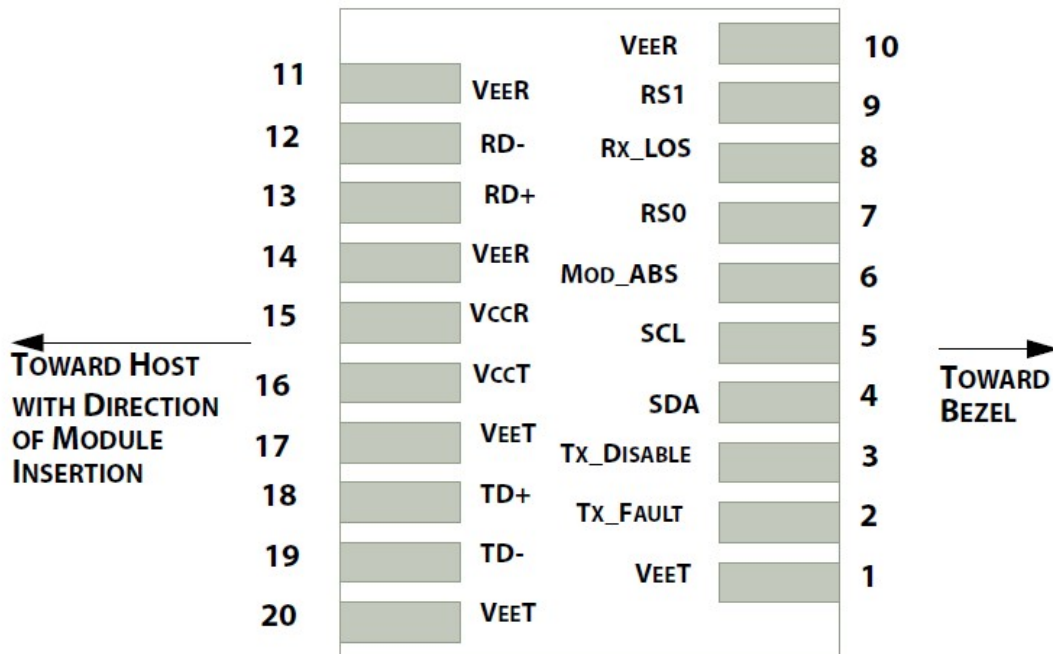 11
VEER
12
RD-
13
RD+
14
VEER
15
VCCR
16
VCCT
17
VEET
18
TD+
19
TD-
20
VEET
VEER
10
RS1
9
RX_LOS
8
RS0
7
MOD_ABS
6
SCL
5
SDA
4
TX_DISABLE
3
TX_FAULT
2
VEET
1
TOWARD HOST
WITH DIRECTION
OF MODULE
INSERTION
TOWARD
BEZEL